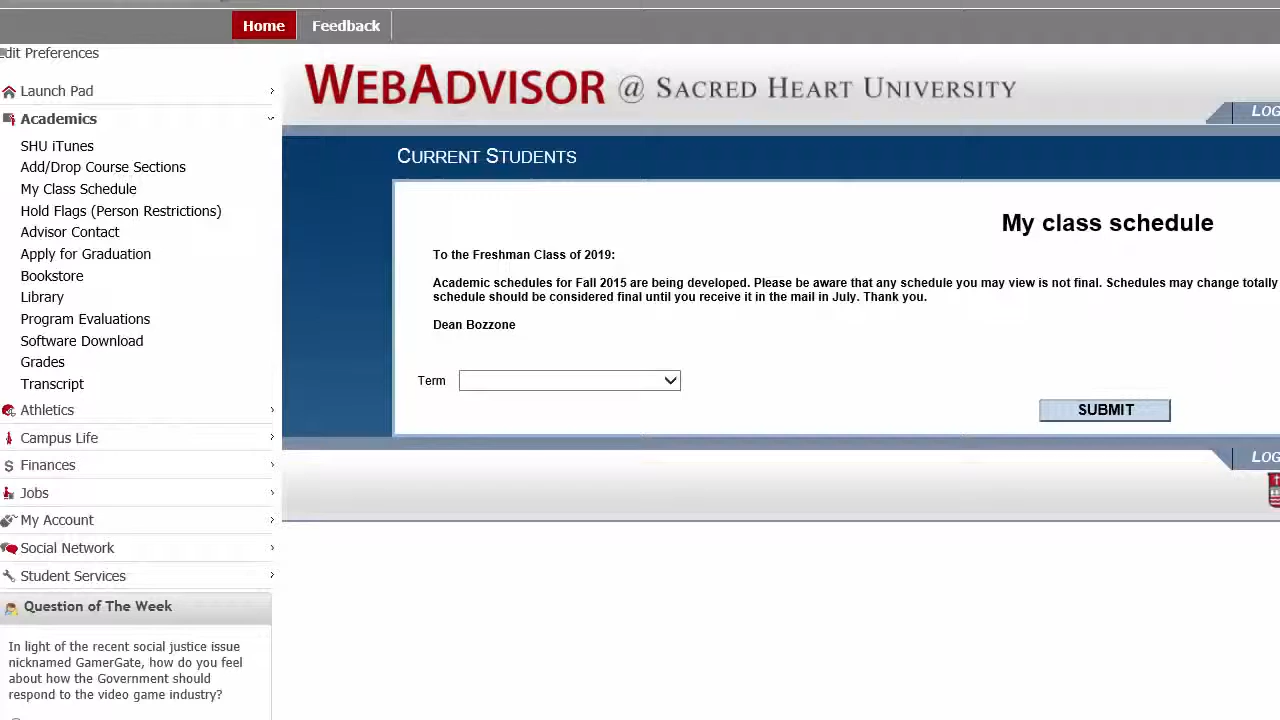 Home Feedback
dit Preferences
Launch Pad
Academics
SHU iTunes
Add/Drop Course Sections
My Class Schedule
Hold Flags (Person Restrictions)
Advisor Contact
Apply for Graduation
Bookstore
Library
Program Evaluations
Software Download
Grades
Transcript
Athletics
Campus Life
Finances
Jobs
My Account
Social Network
Student Services
Question of The Week
In light of the recent social justice issue
nicknamed GamerGate, how do you feel
about how the Government should
respond to the video game industry?
WEBADVISOR @ SACRED HEART UNIVERSITY
LOG
CURRENT STUDENTS
My class schedule
To the Freshman Class of 2019:
Academic schedules for Fall 2015 are being developed. Please be aware that any schedule you may view is not final. Schedules may change totally
schedule should be considered final until you receive it in the mail in July. Thank you.
Dean Bozzone
Term
SUBMIT
LOG